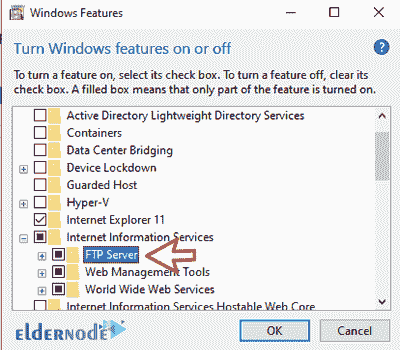 Windows Features
Turn Windows features on or off
To turn a feature on, select its check box. To turn a feature off, clear its
check box. A filled box means that only part of the feature is turned on.
Active Directory Lightweight Directory Services
Containers
Data Center Bridging
Device Lockdown
Guarded Host
Hyper-V
Internet Explorer 11
Internet Information Services
FTP Server
Web Management Tools
World Wide Web Services
Internet Information Services Hostable Web Core
eldernode
OK
Cancel